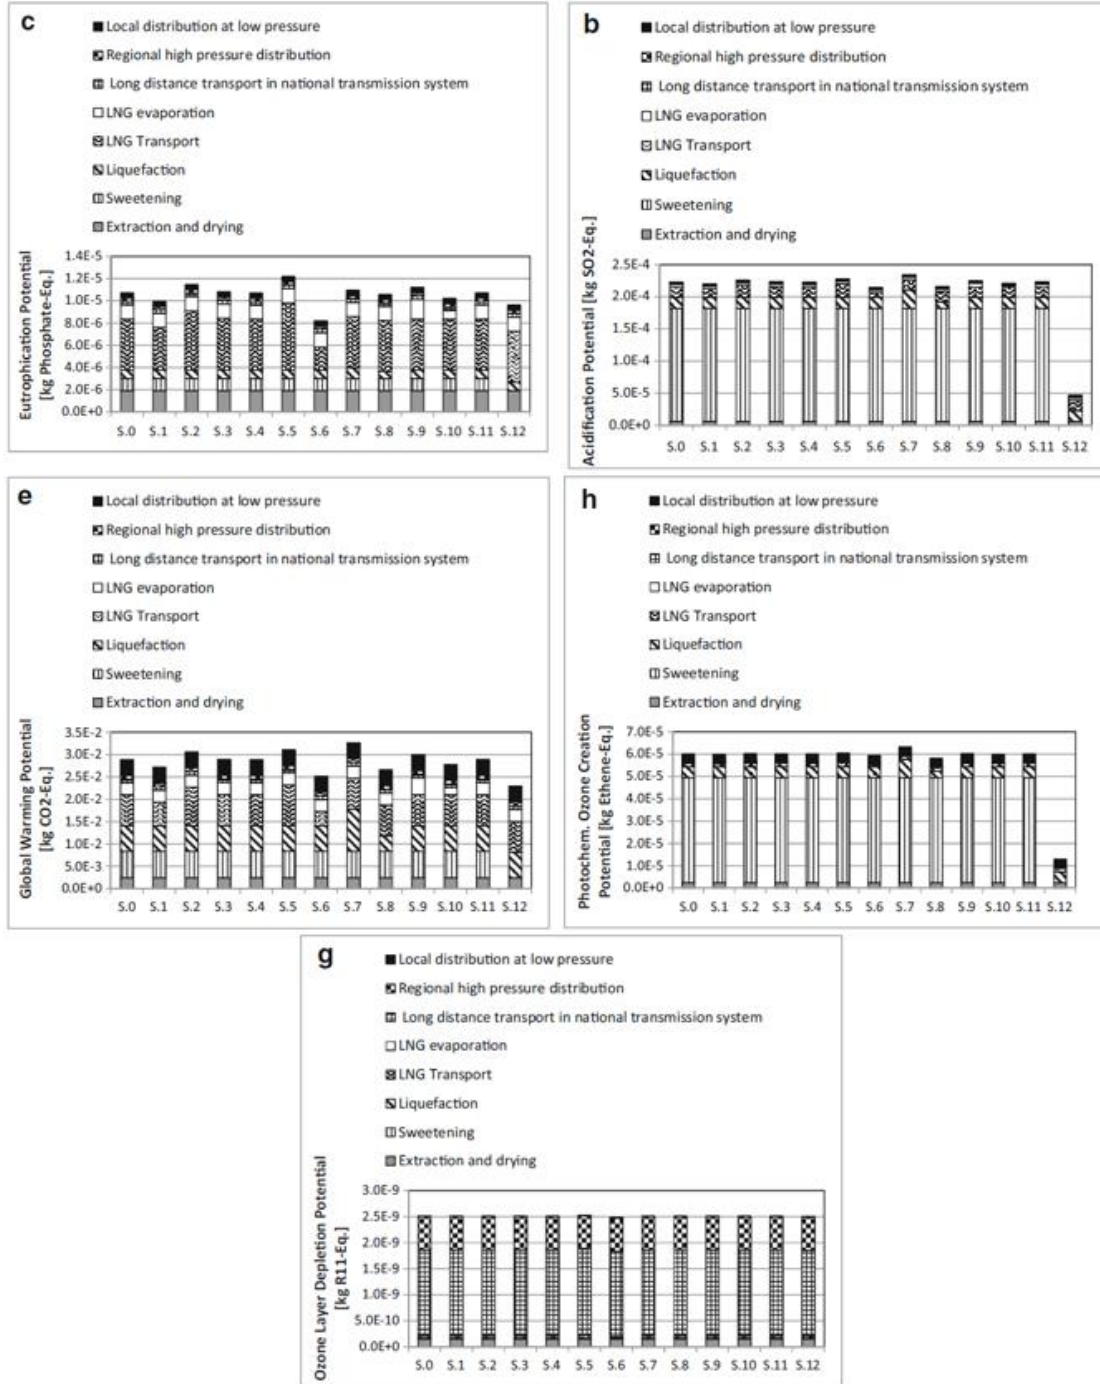 c
Local distribution at low pressure
Regional high pressure distribution
Long distance transport in national transmission system
LNG evaporation
LNG Transport
Liquefaction
Sweetening
Extraction and drying
Eutrophication Potential
[kg Phosphate-Eq.]
1.4E-5
1.2E-5
1.0E-5
8.0E-6
6.0E-6
4.0E-6
2.0E-6
0.0E+0
S.0 S.1 S.2 S.3 S.4 S.5 S.6 S.7 S.8 S.9 S.10 S.11 S.12
b
Local distribution at low pressure
Regional high pressure distribution
Long distance transport in national transmission system
LNG evaporation
LNG Transport
Liquefaction
Sweetening
Extraction and drying
Acidification Potential [kg SO2-Eq.]
2.5E-4
2.0E-4
1.5E-4
1.0E-4
5.0E-5
0.0E+0
S.0 S.1 S.2 S.3 S.4 S.5 S.6 S.7 S.8 S.9 S.10 S.11 S.12
e
Local distribution at low pressure
Regional high pressure distribution
Long distance transport in national transmission system
LNG evaporation
LNG Transport
Liquefaction
Sweetening
Extraction and drying
Global Warming Potential
[kg CO2-Eq.]
3.5E-2
3.0E-2
2.5E-2
2.0E-2
1.5E-2
1.0E-2
5.0E-3
0.0E+0
S.0 S.1 S.2 S.3 S.4 S.5 S.6 S.7 S.8 S.9 S.10 S.11 S.12
h
Local distribution at low pressure
Regional high pressure distribution
Long distance transport in national transmission system
LNG evaporation
LNG Transport
Liquefaction
Sweetening
Extraction and drying
Photochem. Ozone Creation
Potential [kg Ethene-Eq.]
7.0E-5
6.0E-5
5.0E-5
4.0E-5
3.0E-5
2.0E-5
1.0E-5
0.0E+0
S.0 S.1 S.2 S.3 S.4 S.5 S.6 S.7 S.8 S.9 S.10 S.11 S.12
g
Local distribution at low pressure
Regional high pressure distribution
Long distance transport in national transmission system
LNG evaporation
LNG Transport
Liquefaction
Sweetening
Extraction and drying
Ozone Layer Depletion Potential
[kg R11-Eq.]
3.0E-9
2.5E-9
2.0E-9
1.5E-9
1.0E-9
5.0E-10
0.0E+0
S.0 S.1 S.2 S.3 S.4 S.5 S.6 S.7 S.8 S.9 S.10 S.11 S.12